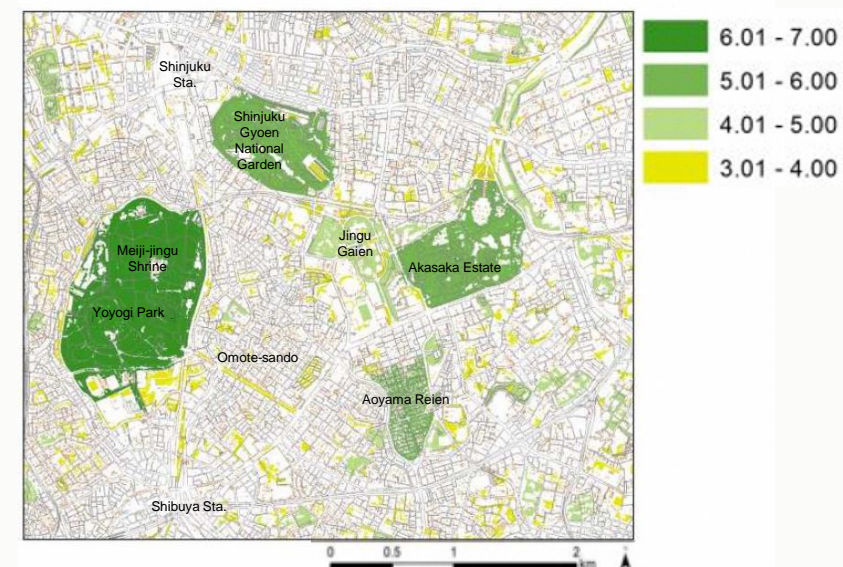 Shinjuku
Sta.
Shinjuku
Gyoen
National
Garden
Meiji-jingu
Shrine
Yoyogi Park
Jingu
Gaien
Akasaka Estate
Omote-sando
Aoyama Reien
Shibuya Sta.
6.01 - 7.00
5.01 - 6.00
4.01 - 5.00
3.01 - 4.00
0 0.5 1 2
km